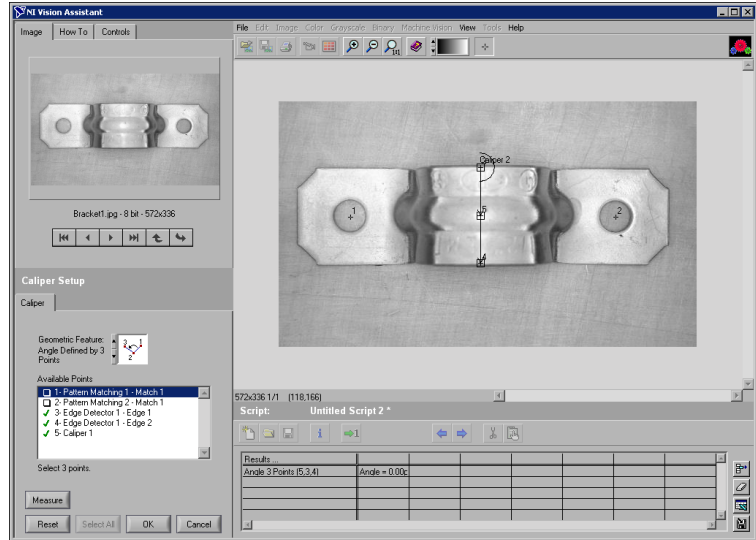 NI Vision Assistant
Image How To Controls
File Edit Image Color Grayscale Binary Machine Vision View Tools Help
1:1
Bracket1.jpg - 8 bit - 572x336
Caliper 2
1
5
2
4
Caliper Setup
Caliper
Geometric Feature:
Angle Defined by 3
Points
3 1
2
Available Points
1- Pattern Matching 1 - Match 1
2- Pattern Matching 2 - Match 1
3- Edge Detector 1 - Edge 1
4- Edge Detector 1 - Edge 2
5- Caliper 1
Select 3 points.
Measure
Reset Select All OK Cancel
572x336 1/1 (118,166)
Script: Untitled Script 2 *
Results ...
Angle 3 Points (5,3,4) Angle = 0.00